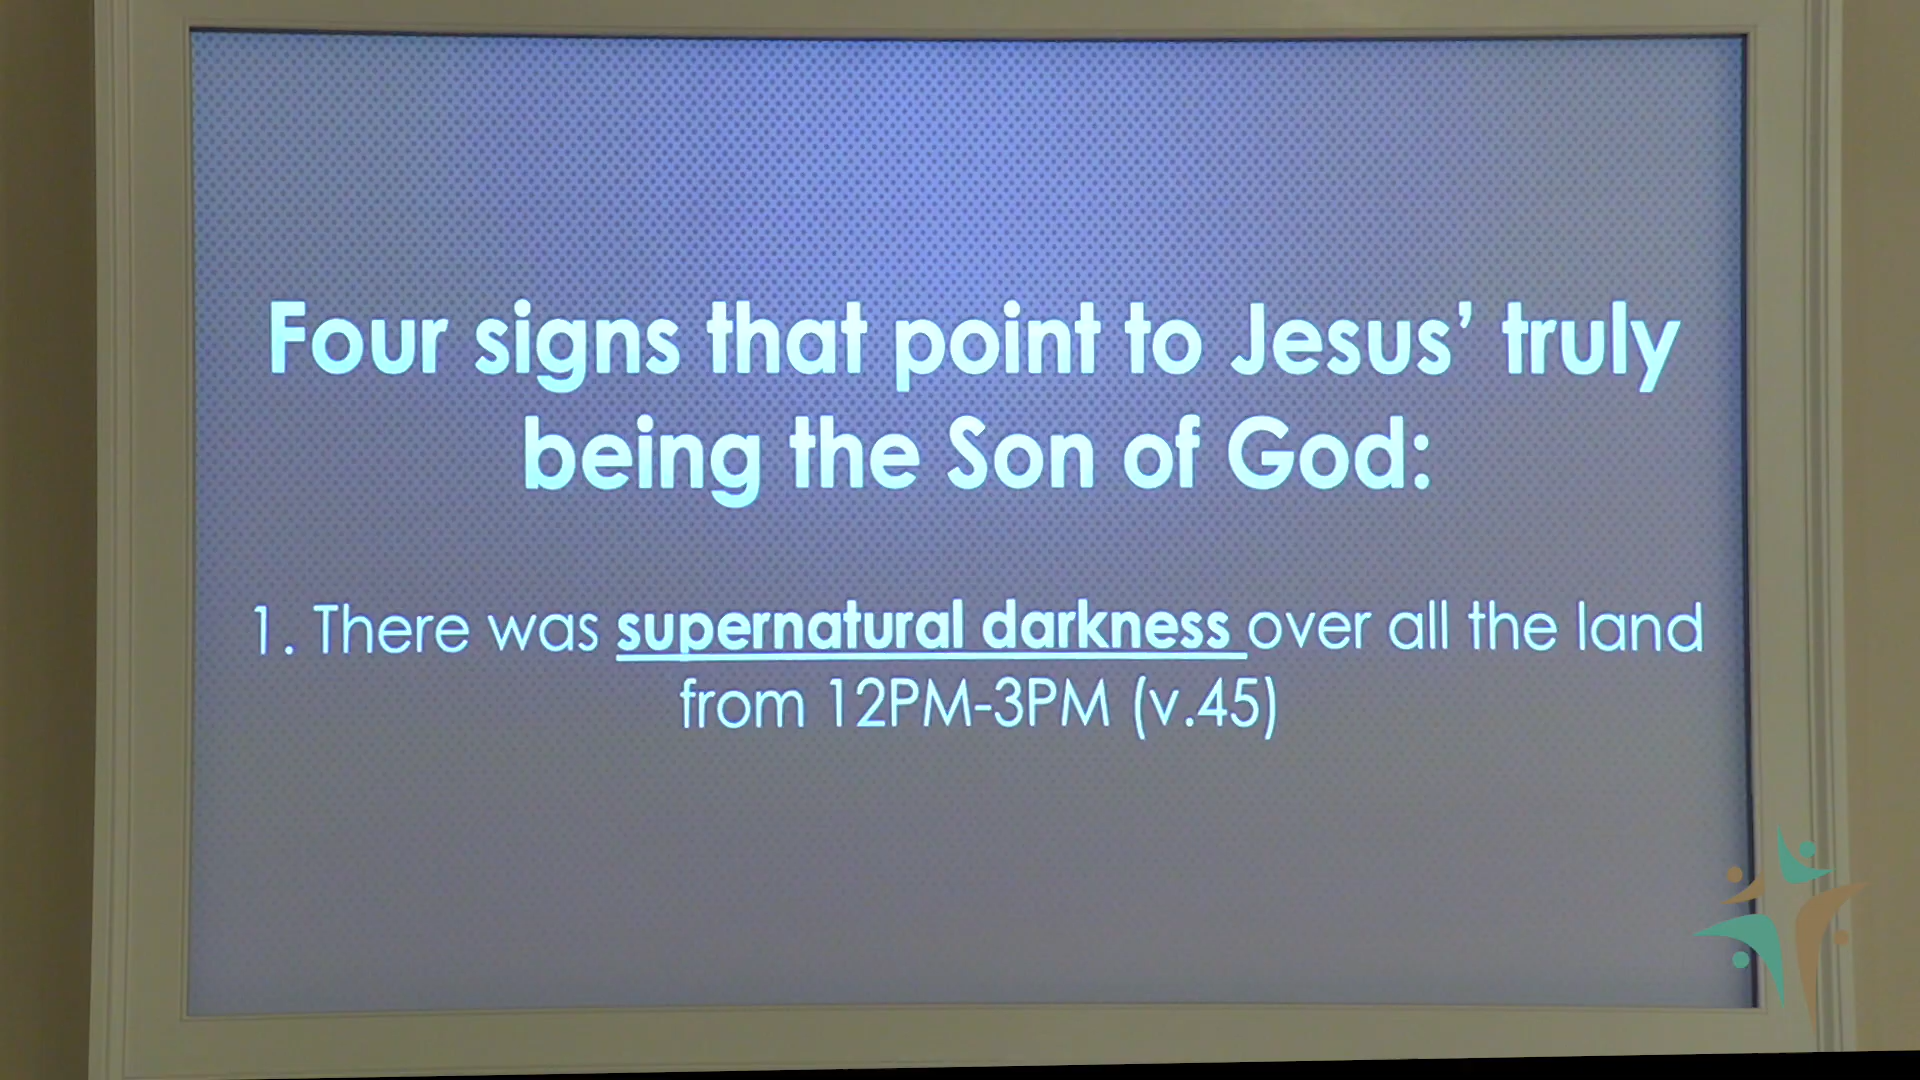 Four signs that point to Jesus’ truly
being the Son of God:
1. There was supernatural darkness over all the land
from 12PM-3PM (v.45)